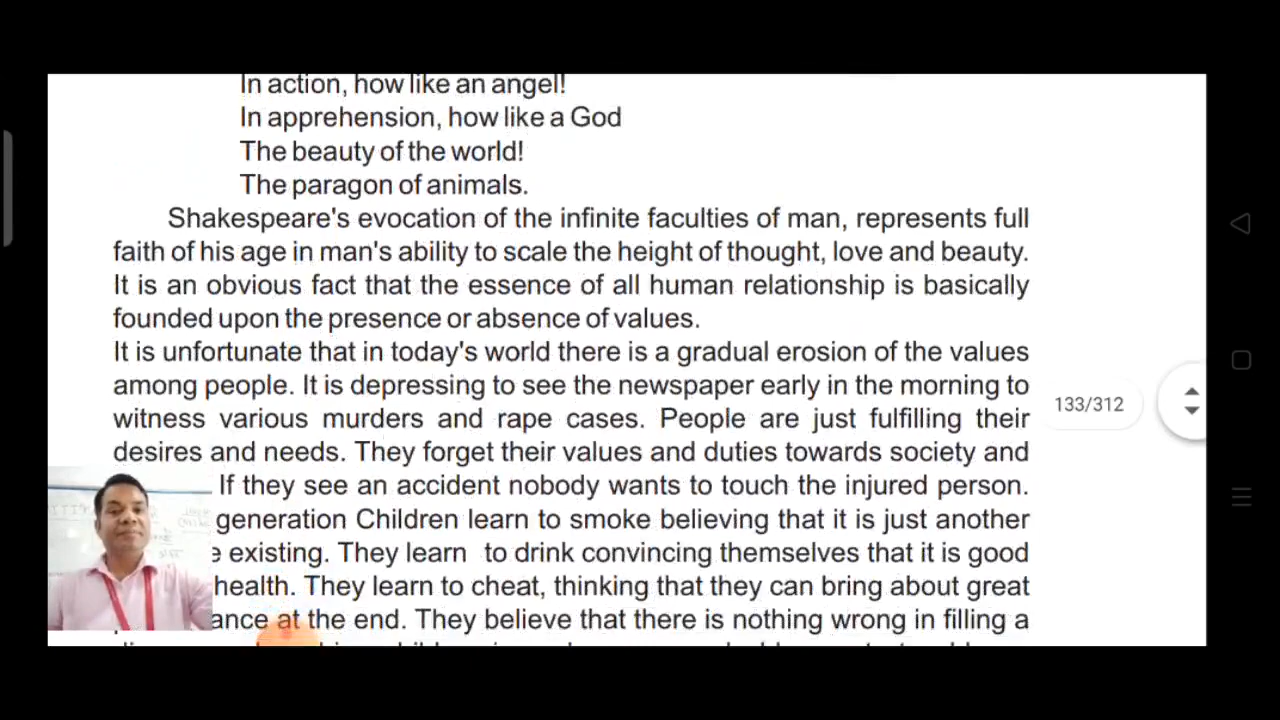 In action, how like an angel!
In apprehension, how like a God
The beauty of the world!
The paragon of animals.
Shakespeare's evocation of the infinite faculties of man, represents full
faith of his age in man's ability to scale the height of thought, love and beauty.
It is an obvious fact that the essence of all human relationship is basically
founded upon the presence or absence of values.
It is unfortunate that in today's world there is a gradual erosion of the values
among people. It is depressing to see the newspaper early in the morning to
witness various murders and rape cases. People are just fulfilling their
133/312
desires and needs. They forget their values and duties towards society and
If they see an accident nobody wants to touch the injured person.
generation Children learn to smoke believing that it is just another
existing. They learn to drink convincing themselves that it is good
health. They learn to cheat, thinking that they can bring about great
at the end. They believe that there is nothing wrong in filling a